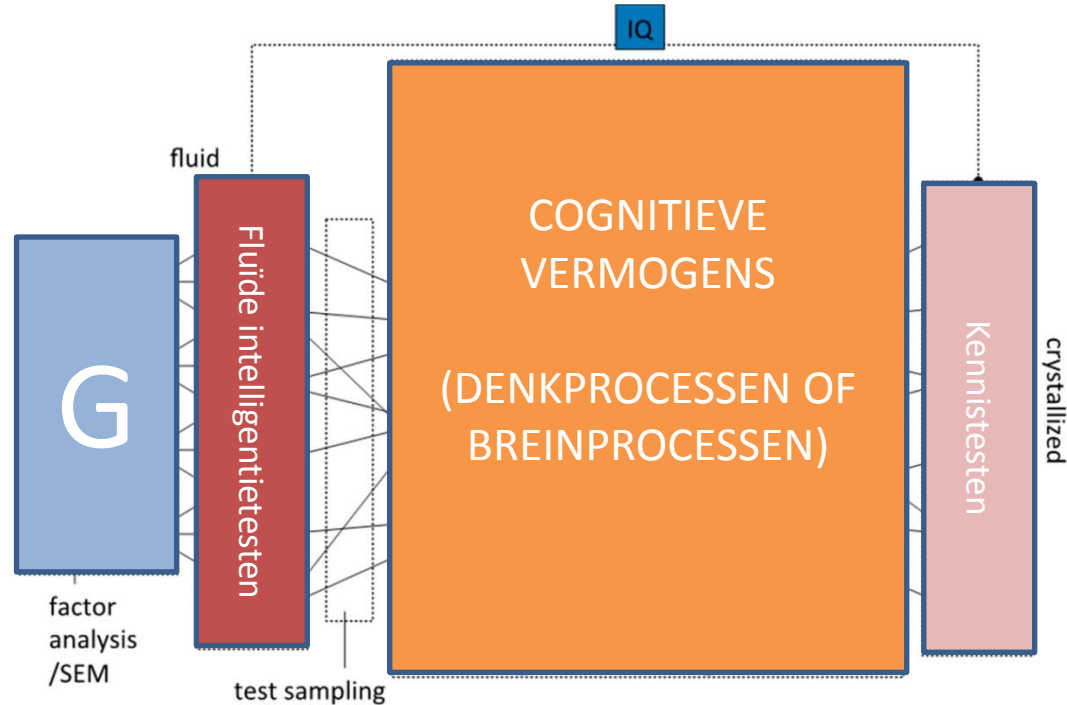 IQ
fluid
COGNITIEVE
VERMOGENS
(DENKPROCESSEN OF
BREINPROCESSEN)
G
Fluïde intelligentietesten
Kennistesten
crystallized
factor
analysis
/SEM
test sampling